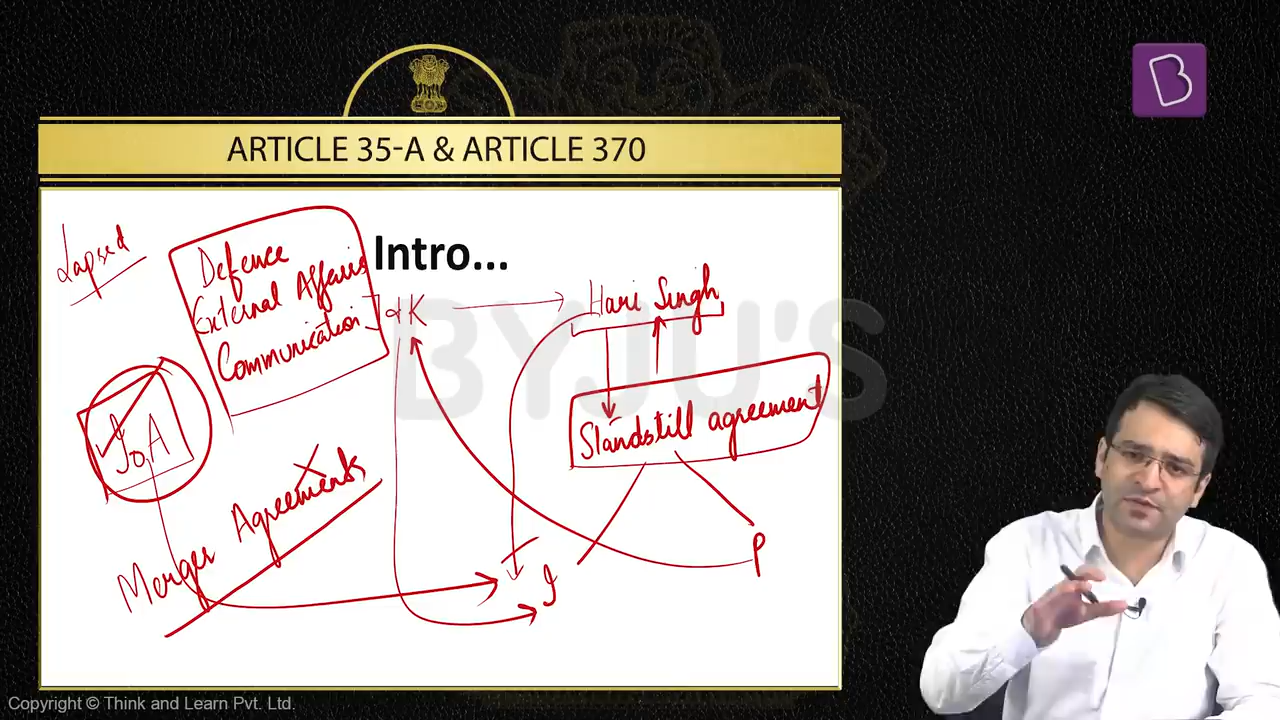 ARTICLE 35-A & ARTICLE 370
Intro...
Lapsed
Defence
External Affairs
Communication
J&K
Hari Singh
Standstill agreement
IoA
Merger Agreements
I
P
BYJU'S
B
Copyright © Think and Learn Pvt. Ltd.